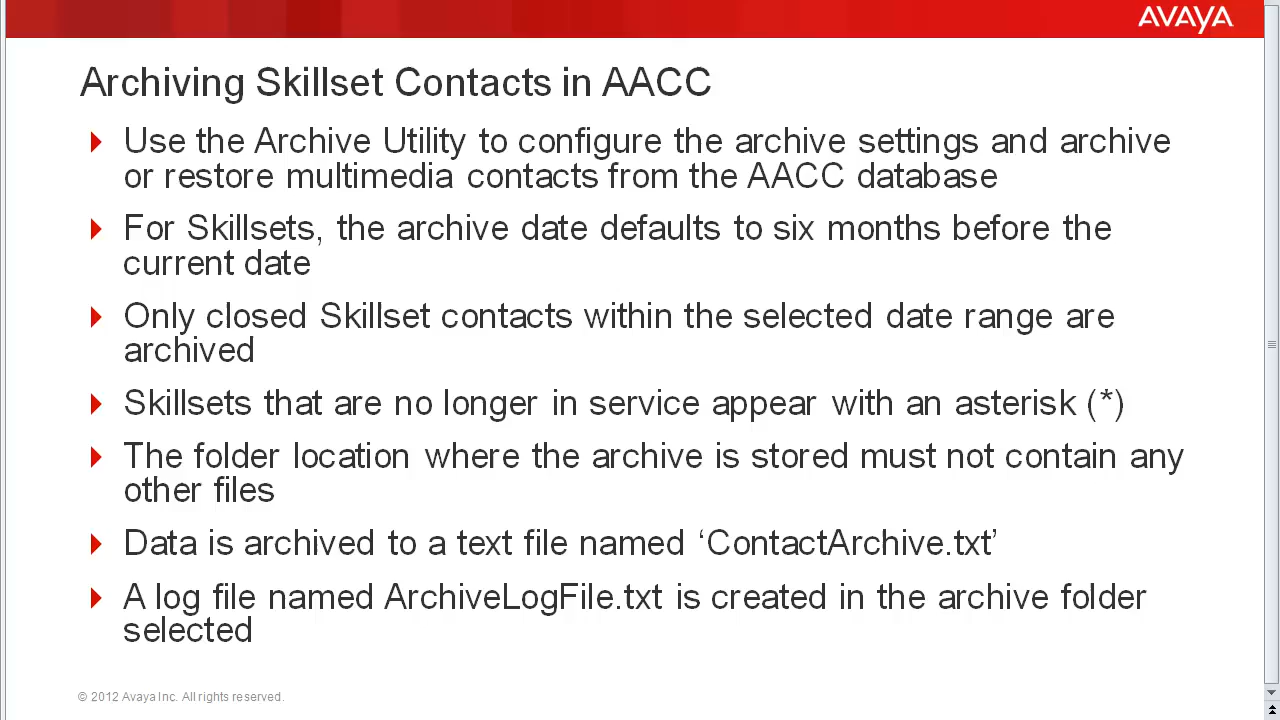 AVAYA
Archiving Skillset Contacts in AACC
Use the Archive Utility to configure the archive settings and archive
or restore multimedia contacts from the AACC database
For Skillsets, the archive date defaults to six months before the
current date
Only closed Skillset contacts within the selected date range are
archived
Skillsets that are no longer in service appear with an asterisk (*)
The folder location where the archive is stored must not contain any
other files
Data is archived to a text file named ‘ContactArchive.txt’
A log file named ArchiveLogFile.txt is created in the archive folder
selected
© 2012 Avaya Inc. All rights reserved.